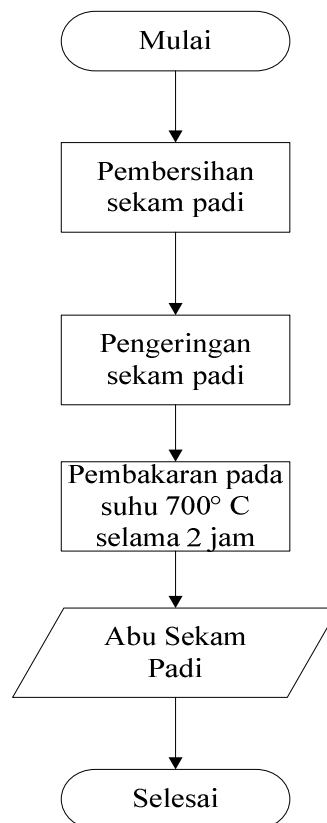 Mulai
Pembersihan
sekam padi
Pengeringan
sekam padi
Pembakaran pada
suhu 700° C
selama 2 jam
Abu Sekam
Padi
Selesai